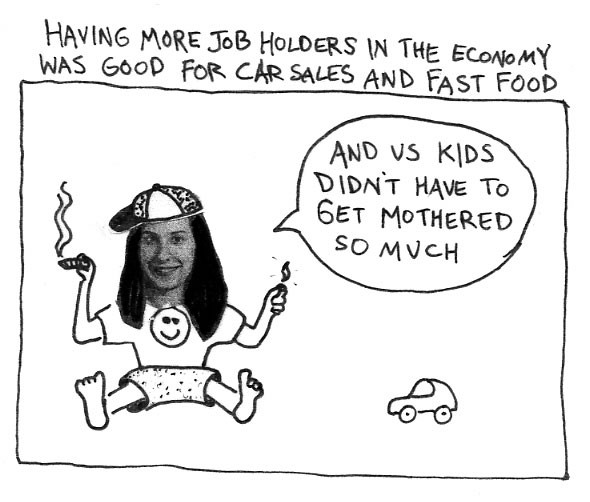 HAVING MORE JOB HOLDERS IN THE ECONOMY
WAS GOOD FOR CAR SALES AND FAST FOOD
AND US KIDS
DIDN'T HAVE TO
GET MOTHERED
SO MUCH